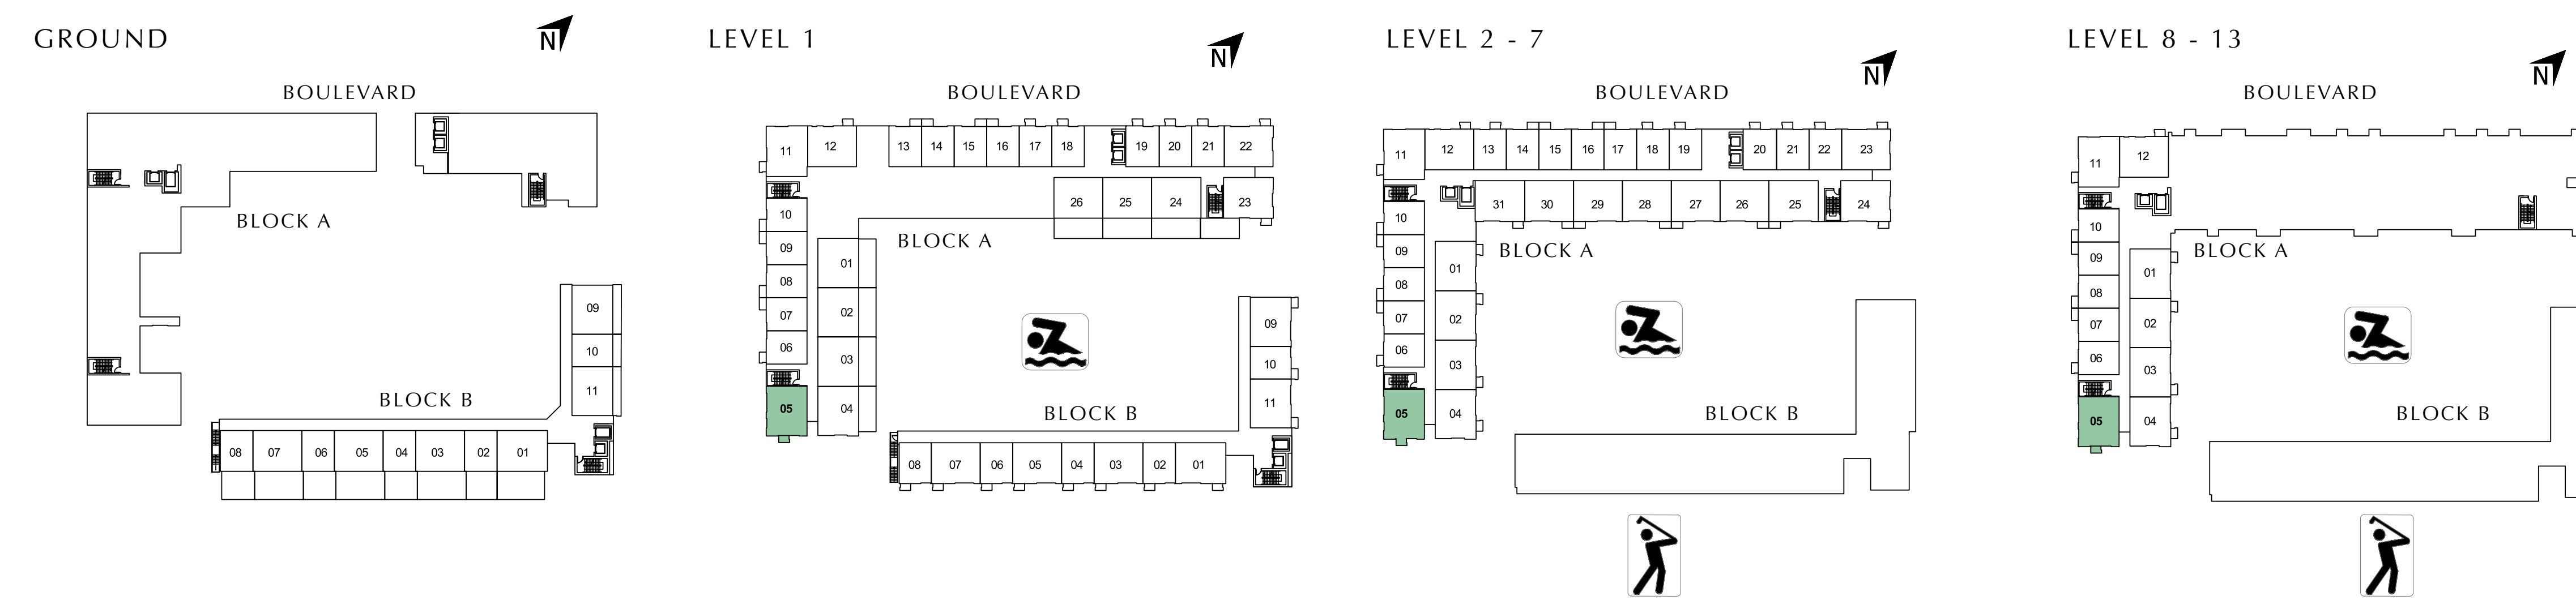 GROUND
N
BOULEVARD
BLOCK A
09
10
11
BLOCK B
08 07 06 05 04 03 02 01
LEVEL 1
N
BOULEVARD
11 12 13 14 15 16 17 18 19 20 21 22
26 25 24 23
10
09
08
07
06
05
01
02
03
04
BLOCK A
09
10
11
BLOCK B
08 07 06 05 04 03 02 01
LEVEL 2 - 7
N
BOULEVARD
11 12 13 14 15 16 17 18 19 20 21 22 23
31 30 29 28 27 26 25 24
10
09
08
07
06
05
01
02
03
04
BLOCK A
BLOCK B
LEVEL 8 - 13
N
BOULEVARD
11 12
10
09
08
07
06
05
01
02
03
04
BLOCK A
BLOCK B